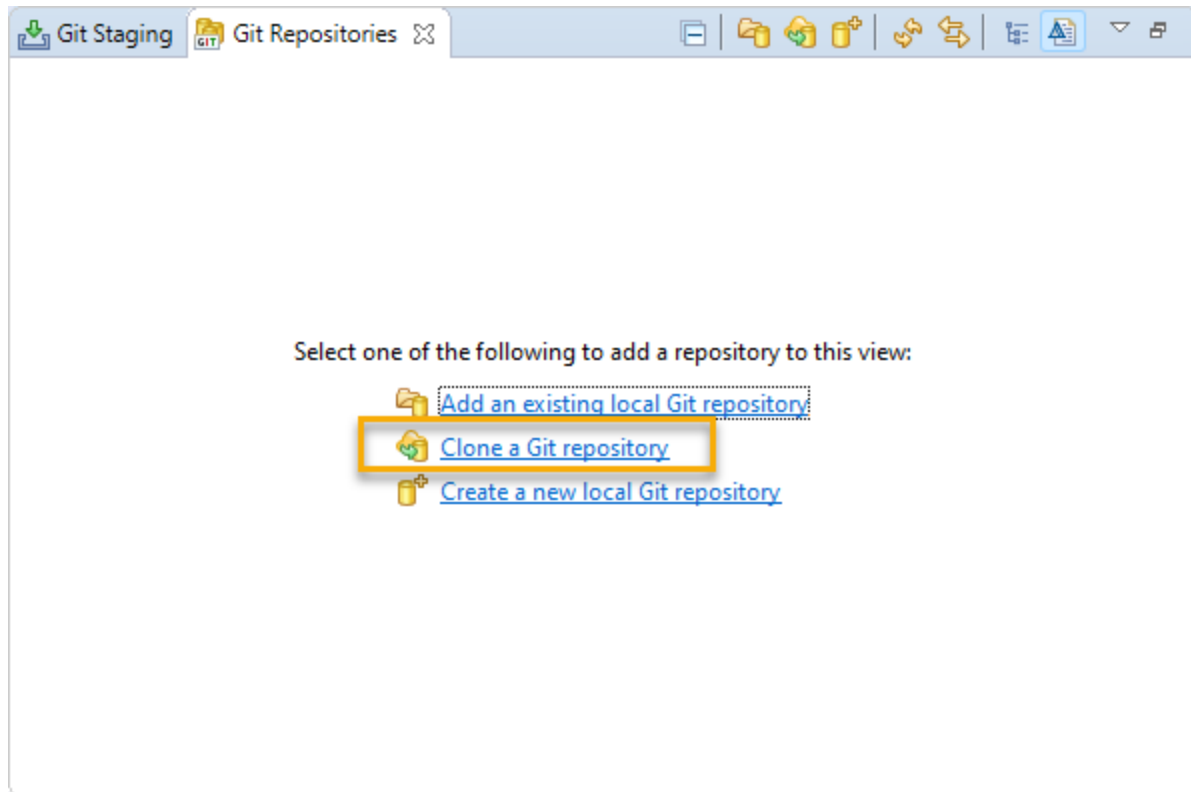 Git Staging
GIT
Git Repositories
Select one of the following to add a repository to this view:
Add an existing local Git repository
Clone a Git repository
Create a new local Git repository